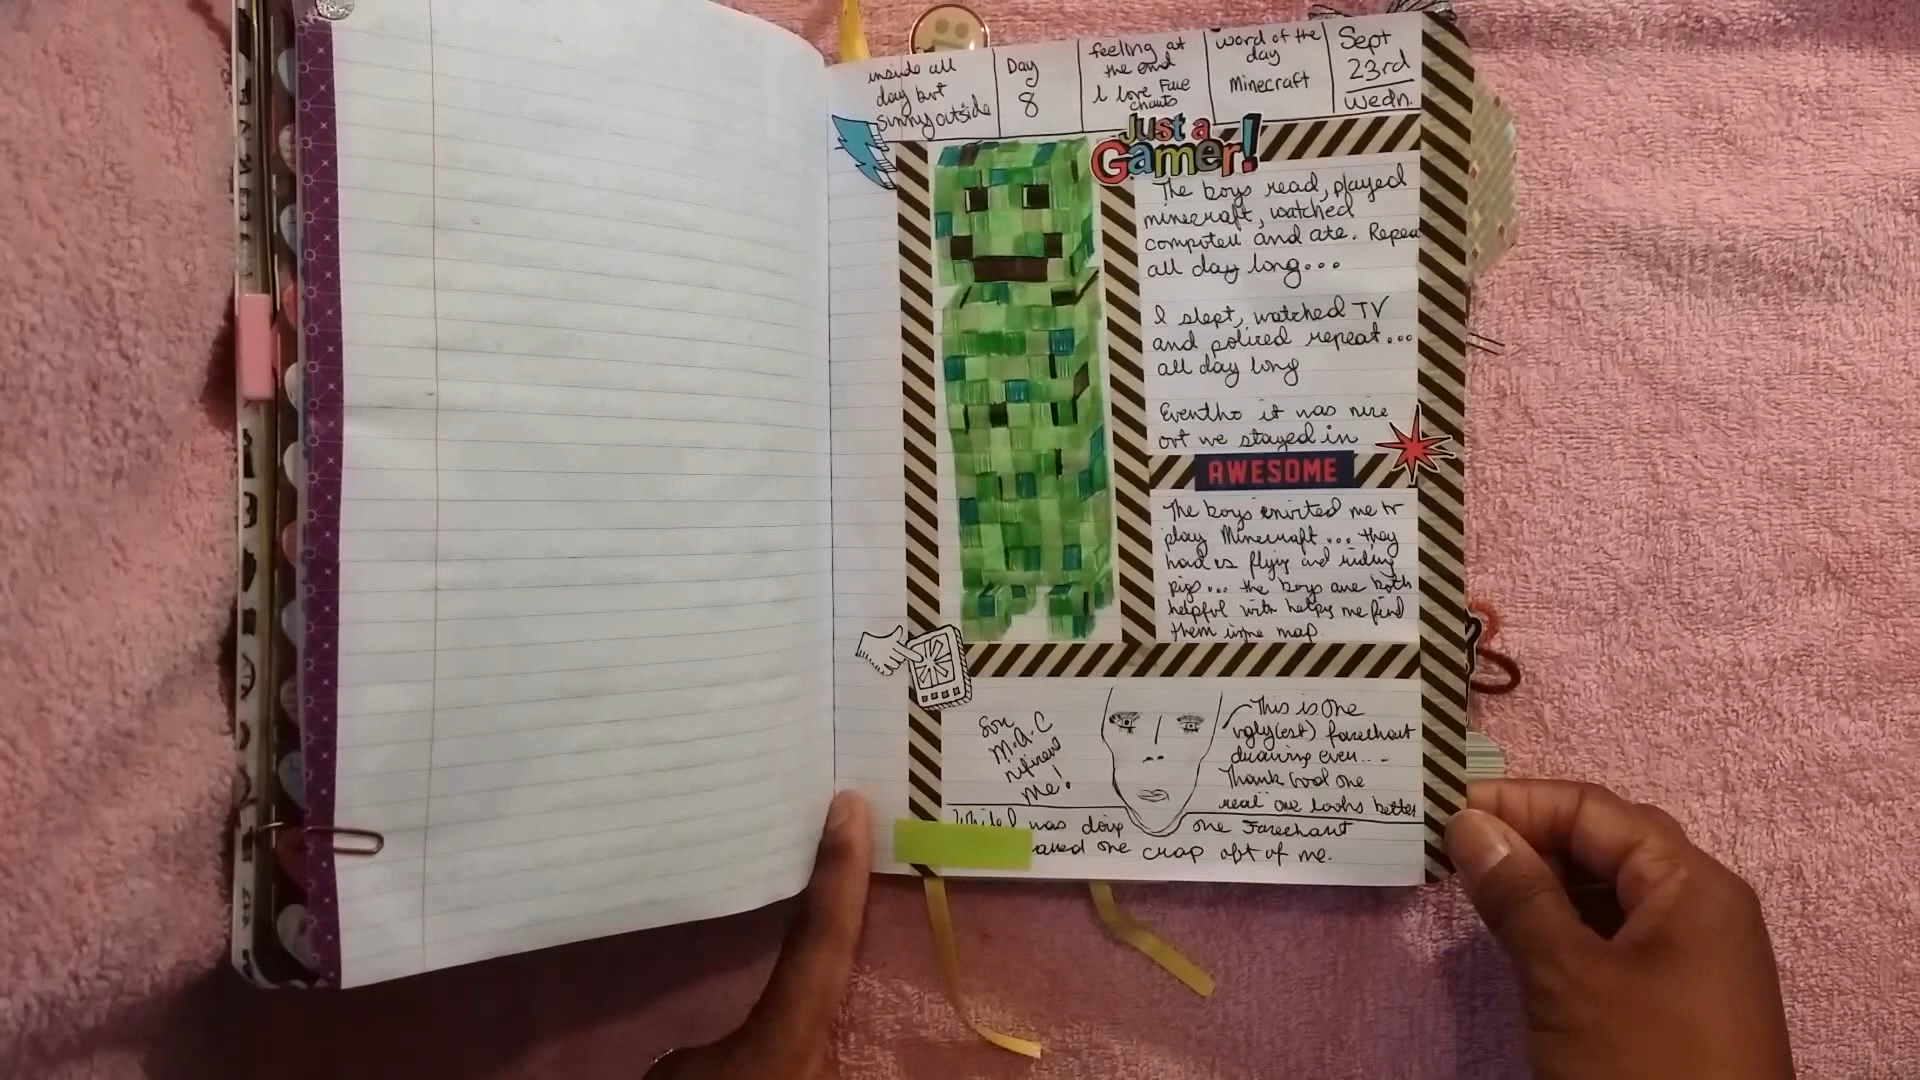 inside all
day but
sunny outside
Day
8
feeling at
the end
I love Face
charts
word of the
day
Minecraft
Sept
23rd
Wedn.
Just a
Gamer!
The boys read, played
minecraft, watched
computer and ate. Repea
all day long...
I slept, watched TV
and policed repeat...
all day long
Eventho it was nice
out we stayed in
AWESOME
The boys invited me to
play Minecraft... they
had us flying and riding
pigs... the boys are both
helpful with helpg me find
them the map
M.A.C
me!
This is the
ugly(est) facechart
drawing ever...
Thank God the
real one looks better
While I was doing the Facechart
the crap out of me.